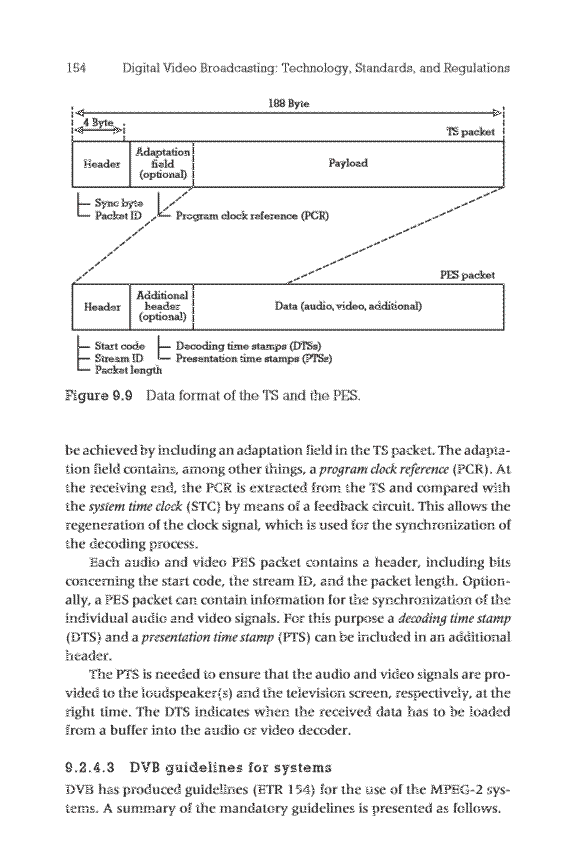 154 Digital Video Broadcasting: Technology, Standards, and Regulations
188 Byte
4 Byte
TS packet
Header
Adaptation
field
(optional)
Payload
Sync byte
Packet ID
Program clock reference (PCR)
PES packet
Header
Additional
header
(optional)
Data (audio, video, additional)
Start code
Stream ID
Packet length
Decoding time stamps (DTSs)
Presentation time stamps (PTSs)
Figure 9.9 Data format of the TS and the PES.
be achieved by including an adaptation field in the TS packet. The adapta-
tion field contains, among other things, a program clock reference (PCR). At
the receiving end, the PCR is extracted from the TS and compared with
the system time clock (STC) by means of a feedback circuit. This allows the
regeneration of the clock signal, which is used for the synchronization of
the decoding process.
Each audio and video PES packet contains a header, including bits
concerning the start code, the stream ID, and the packet length. Option-
ally, a PES packet can contain information for the synchronization of the
individual audio and video signals. For this purpose a decoding time stamp
(DTS) and a presentation time stamp (PTS) can be included in an additional
header.
The PTS is needed to ensure that the audio and video signals are pro-
vided to the loudspeaker(s) and the television screen, respectively, at the
right time. The DTS indicates when the received data has to be loaded
from a buffer into the audio or video decoder.
9.2.4.3 DVB guidelines for systems
DVB has produced guidelines (ETR 154) for the use of the MPEG-2 sys-
tems. A summary of the mandatory guidelines is presented as follows.